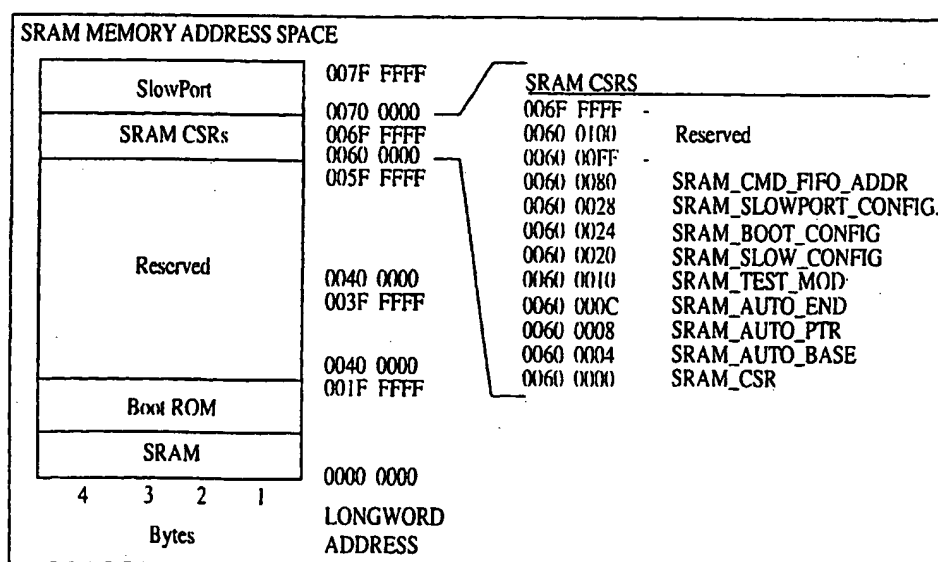 SRAM MEMORY ADDRESS SPACE
SlowPort
SRAM CSRs
Reserved
Boot ROM
SRAM
4 3 2 1
Bytes
007F FFFF
0070 0000
006F FFFF
0060 0000
005F FFFF
0040 0000
003F FFFF
0040 0000
001F FFFF
0000 0000
LONGWORD
ADDRESS
SRAM CSRS
006F FFFF -
0060 0100 Reserved
0060 00FF -
0060 0080 SRAM_CMD_FIFO_ADDR
0060 0028 SRAM_SLOWPORT_CONFIG.
0060 0024 SRAM_BOOT_CONFIG
0060 0020 SRAM_SLOW_CONFIG
0060 0010 SRAM_TEST_MOD
0060 000C SRAM_AUTO_END
0060 0008 SRAM_AUTO_PTR
0060 0004 SRAM_AUTO_BASE
0060 0000 SRAM_CSR